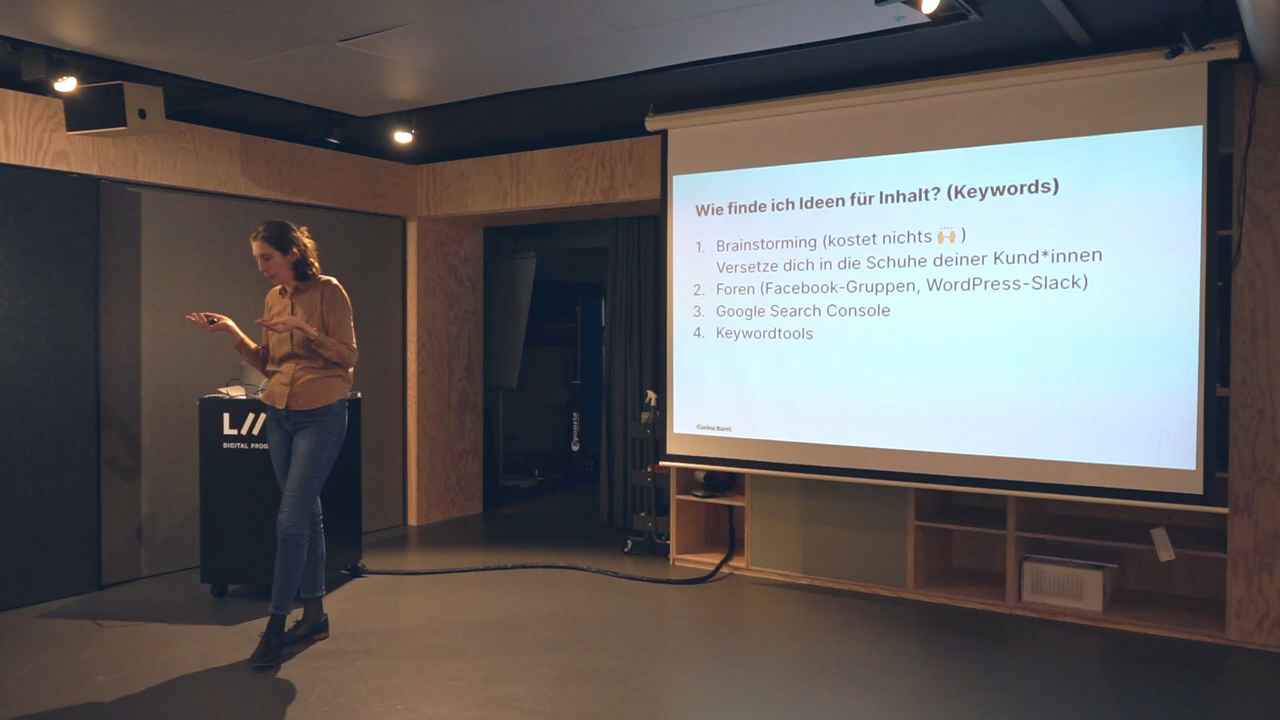 Wie finde ich Ideen für Inhalt? (Keywords)
1. Brainstorming (kostet nichts 🙌)
Versetze dich in die Schuhe deiner Kund*innen
2. Foren (Facebook-Gruppen, WordPress-Slack)
3. Google Search Console
4. Keywordtools
Corina Burri.
L//
DIGITAL PROG